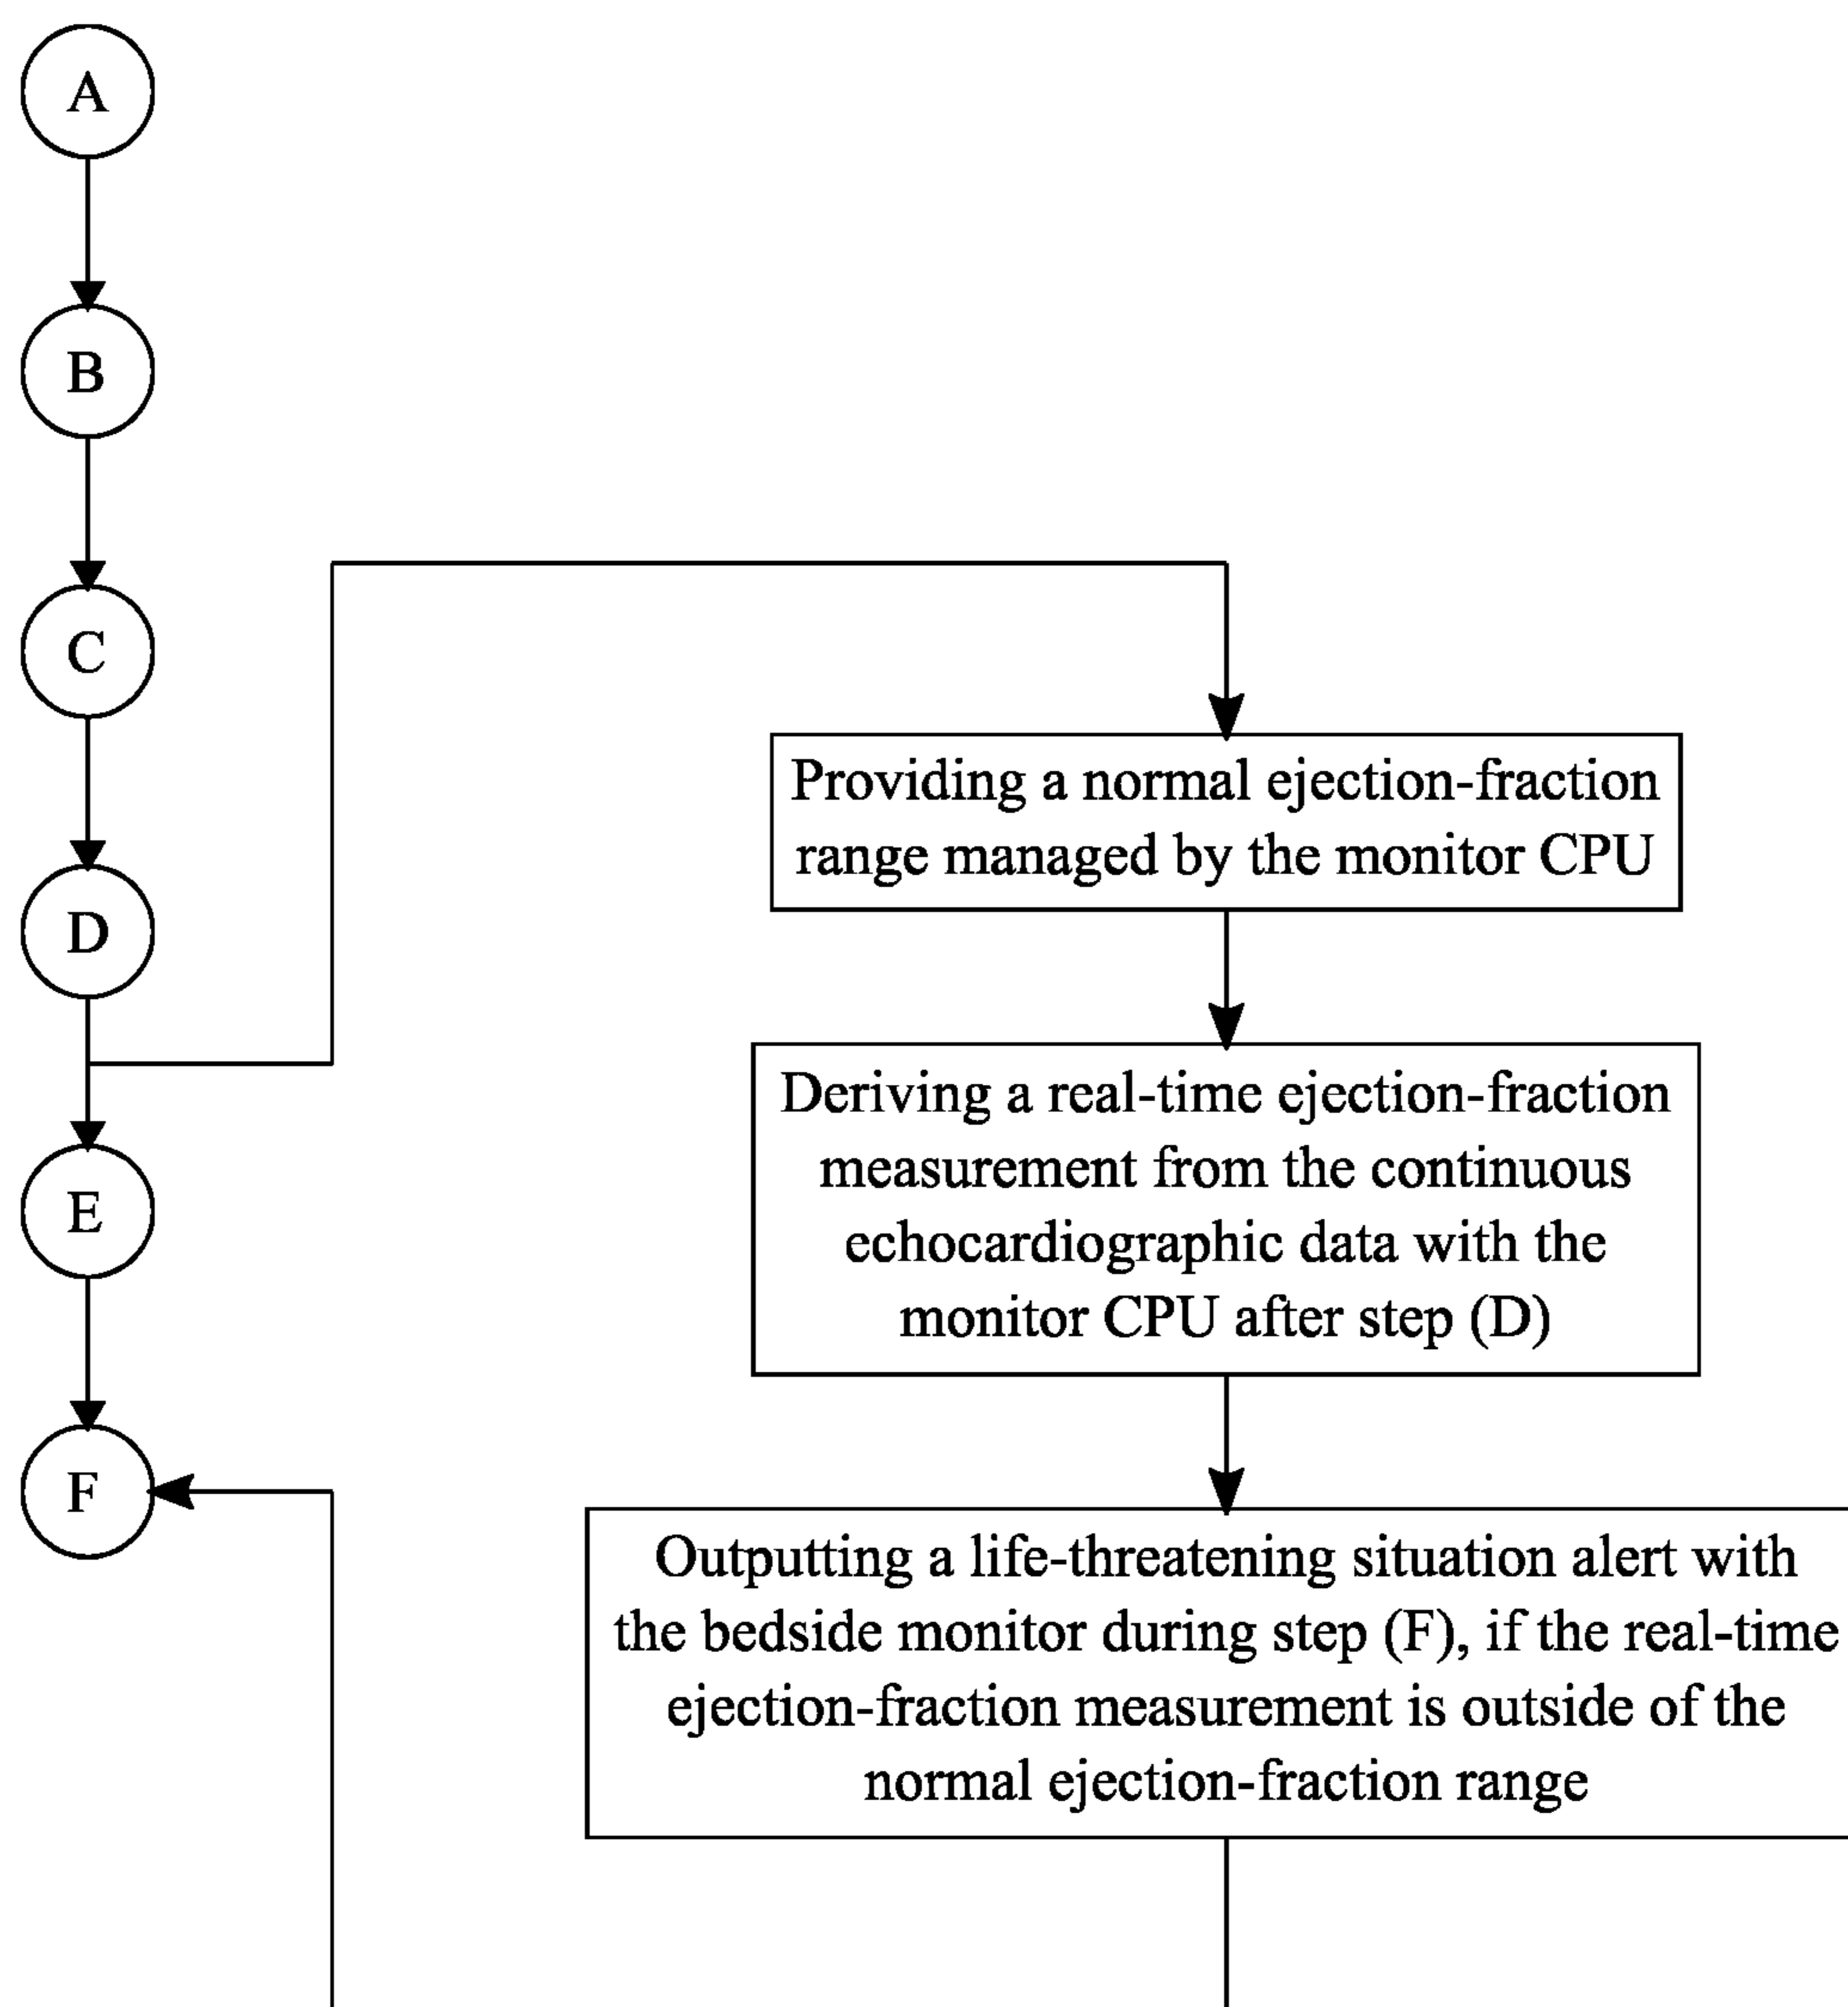 A
B
C
D
E
F
Providing a normal ejection-fraction
range managed by the monitor CPU
Deriving a real-time ejection-fraction
measurement from the continuous
echocardiographic data with the
monitor CPU after step (D)
Outputting a life-threatening situation alert with
the bedside monitor during step (F), if the real-time
ejection-fraction measurement is outside of the
normal ejection-fraction range